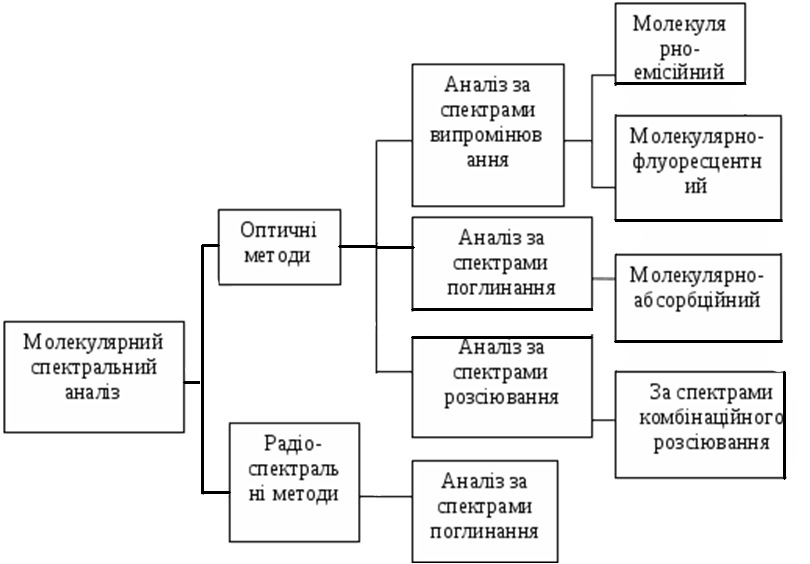 Молекулярний
спектральний
аналіз
Оптичні
методи
Радіо-
спектраль
ні методи
Аналіз за
спектрами
випромінюв
ання
Аналіз за
спектрами
поглинання
Аналіз за
спектрами
розсіювання
Аналіз за
спектрами
поглинання
Молекуля
рно-
емісійний
Молекулярно-
флуоресцентн
ий
Молекулярно-
абсорбційний
За спектрами
комбінаційного
розсіювання